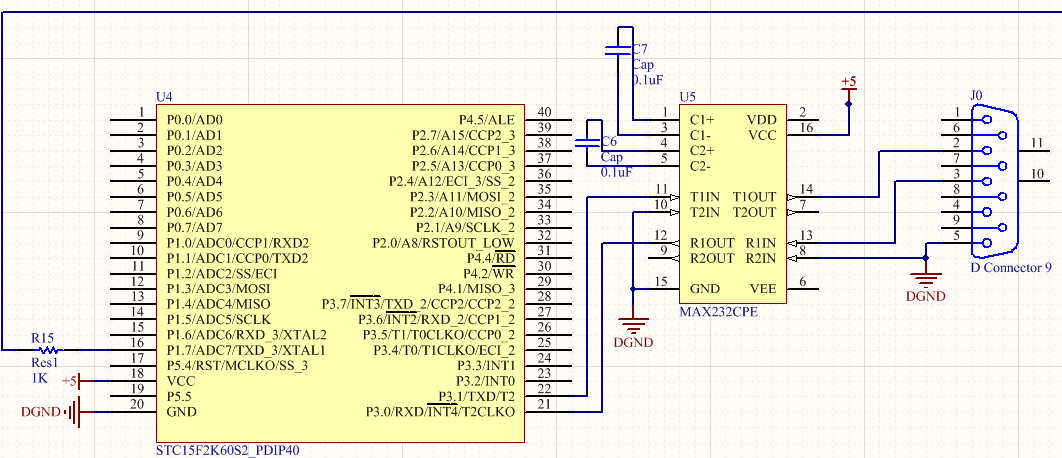 C7
Cap
0.1uF
C6
Cap
0.1uF
+5
U4
1 P0.0/AD0 P4.5/ALE 40
2 P0.1/AD1 P2.7/A15/CCP2_3 39
3 P0.2/AD2 P2.6/A14/CCP1_3 38
4 P0.3/AD3 P2.5/A13/CCP0_3 37
5 P0.4/AD4 P2.4/A12/ECI_3/SS_2 36
6 P0.5/AD5 P2.3/A11/MOSI_2 35
7 P0.6/AD6 P2.2/A10/MISO_2 34
8 P0.7/AD7 P2.1/A9/SCLK_2 33
9 P1.0/ADC0/CCP1/RXD2 P2.0/A8/RSTOUT_LOW 32
10 P1.1/ADC1/CCP0/TXD2 P4.4/RD 31
11 P1.2/ADC2/SS/ECI P4.2/WR 30
12 P1.3/ADC3/MOSI P4.1/MISO_3 29
13 P1.4/ADC4/MISO P3.7/INT3/TXD_2/CCP2/CCP2_2 28
14 P1.5/ADC5/SCLK P3.6/INT2/RXD_2/CCP1_2 27
15 P1.6/ADC6/RXD_3/XTAL2 P3.5/T1/T0CLKO/CCP0_2 26
16 P1.7/ADC7/TXD_3/XTAL1 P3.4/T0/T1CLKO/ECI_2 25
17 P5.4/RST/MCLKO/SS_3 P3.3/INT1 24
18 VCC P3.2/INT0 23
19 P5.5 P3.1/TXD/T2 22
20 GND P3.0/RXD/INT4/T2CLKO 21
STC15F2K60S2_PDIP40
R15
Res1
1K
+5
DGND
U5
1 C1+ VDD 2
3 C1- VCC 16
4 C2+
5 C2-
11 T1IN T1OUT 14
10 T2IN T2OUT 7
12 R1OUT R1IN 13
9 R2OUT R2IN 8
15 GND VEE 6
MAX232CPE
DGND
J0
1
6
2
7
3
8
4
9
5
11
10
D Connector 9
DGND